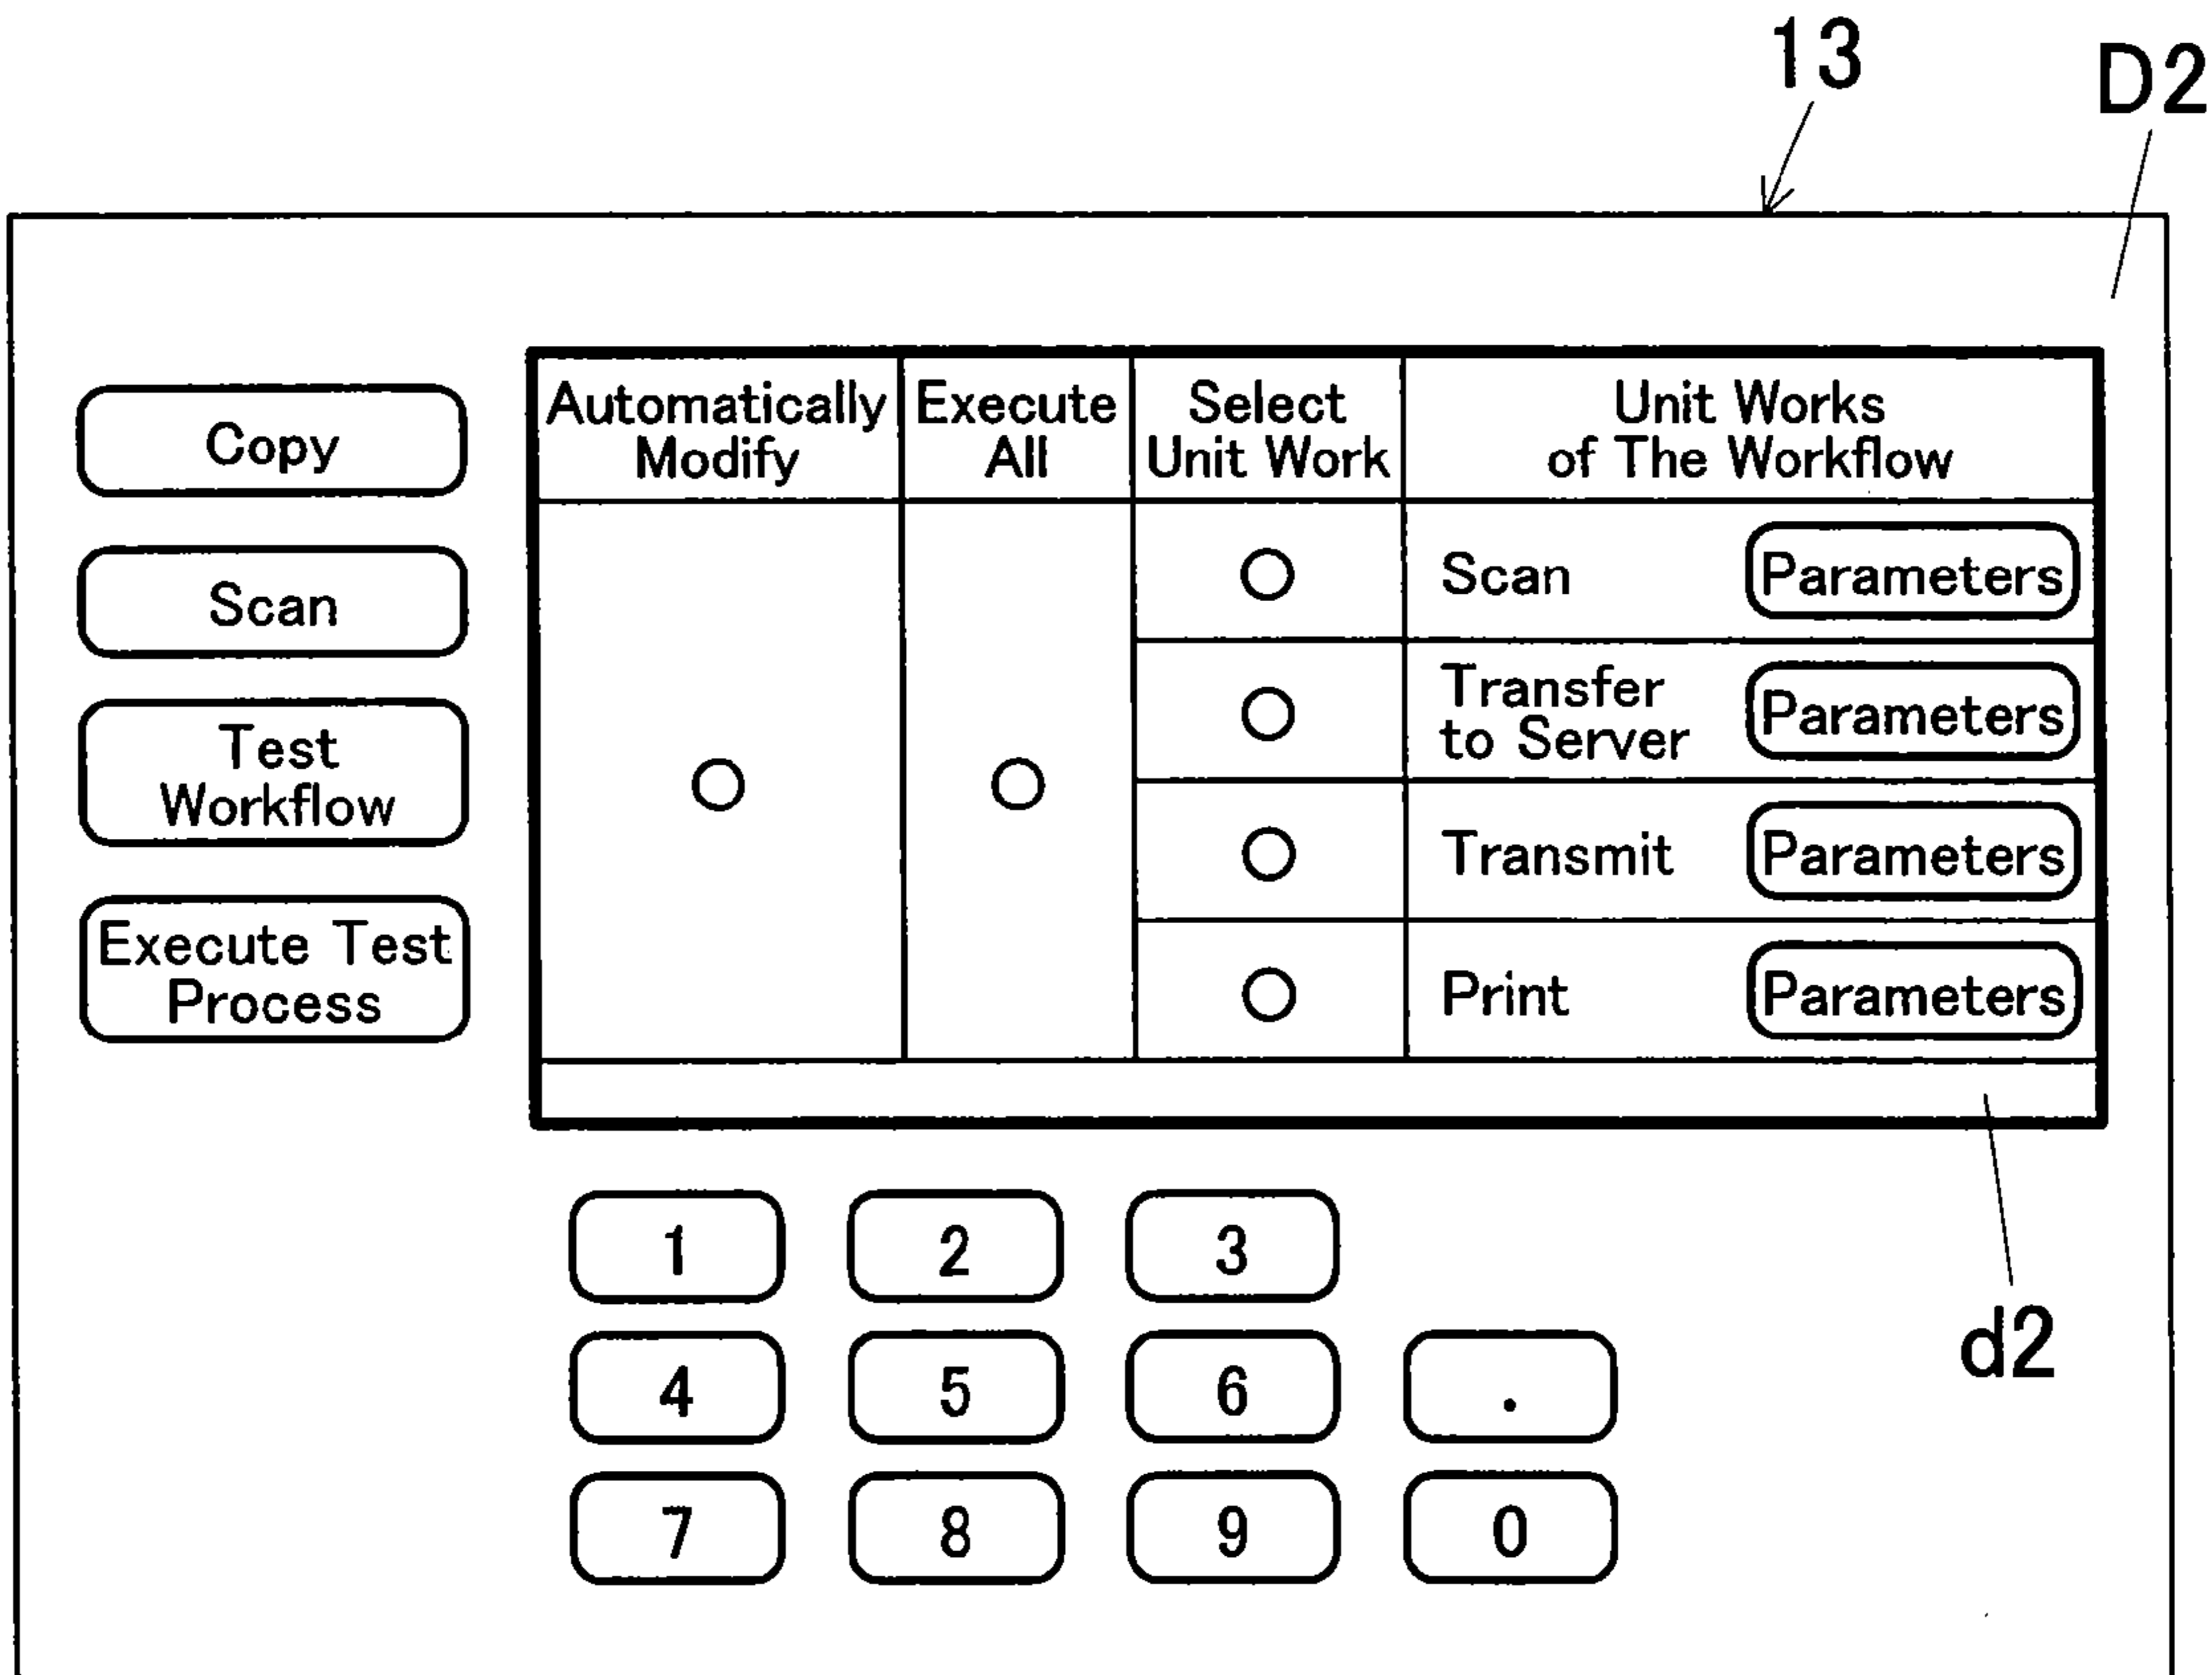 13
D2
Copy
Scan
Test
Workflow
Execute Test
Process
Automatically
Modify
Execute
All
Select
Unit Work
Unit Works
of The Workflow
Scan
Parameters
Transfer
to Server
Parameters
Transmit
Parameters
Print
Parameters
d2
1
2
3
4
5
6
.
7
8
9
0